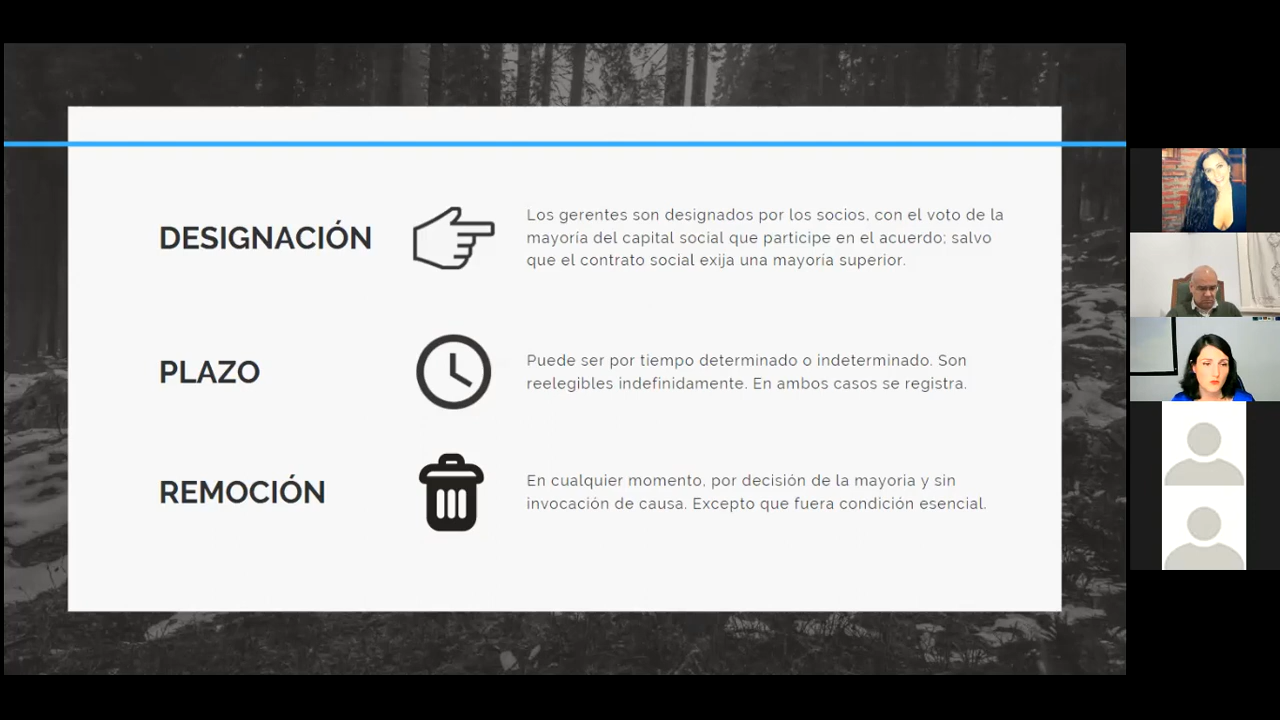 DESIGNACIÓN
Los gerentes son designados por los socios, con el voto de la
mayoría del capital social que participe en el acuerdo; salvo
que el contrato social exija una mayoría superior.
PLAZO
Puede ser por tiempo determinado o indeterminado. Son
reelegibles indefinidamente. En ambos casos se registra.
REMOCIÓN
En cualquier momento, por decisión de la mayoria y sin
invocación de causa. Excepto que fuera condición esencial.